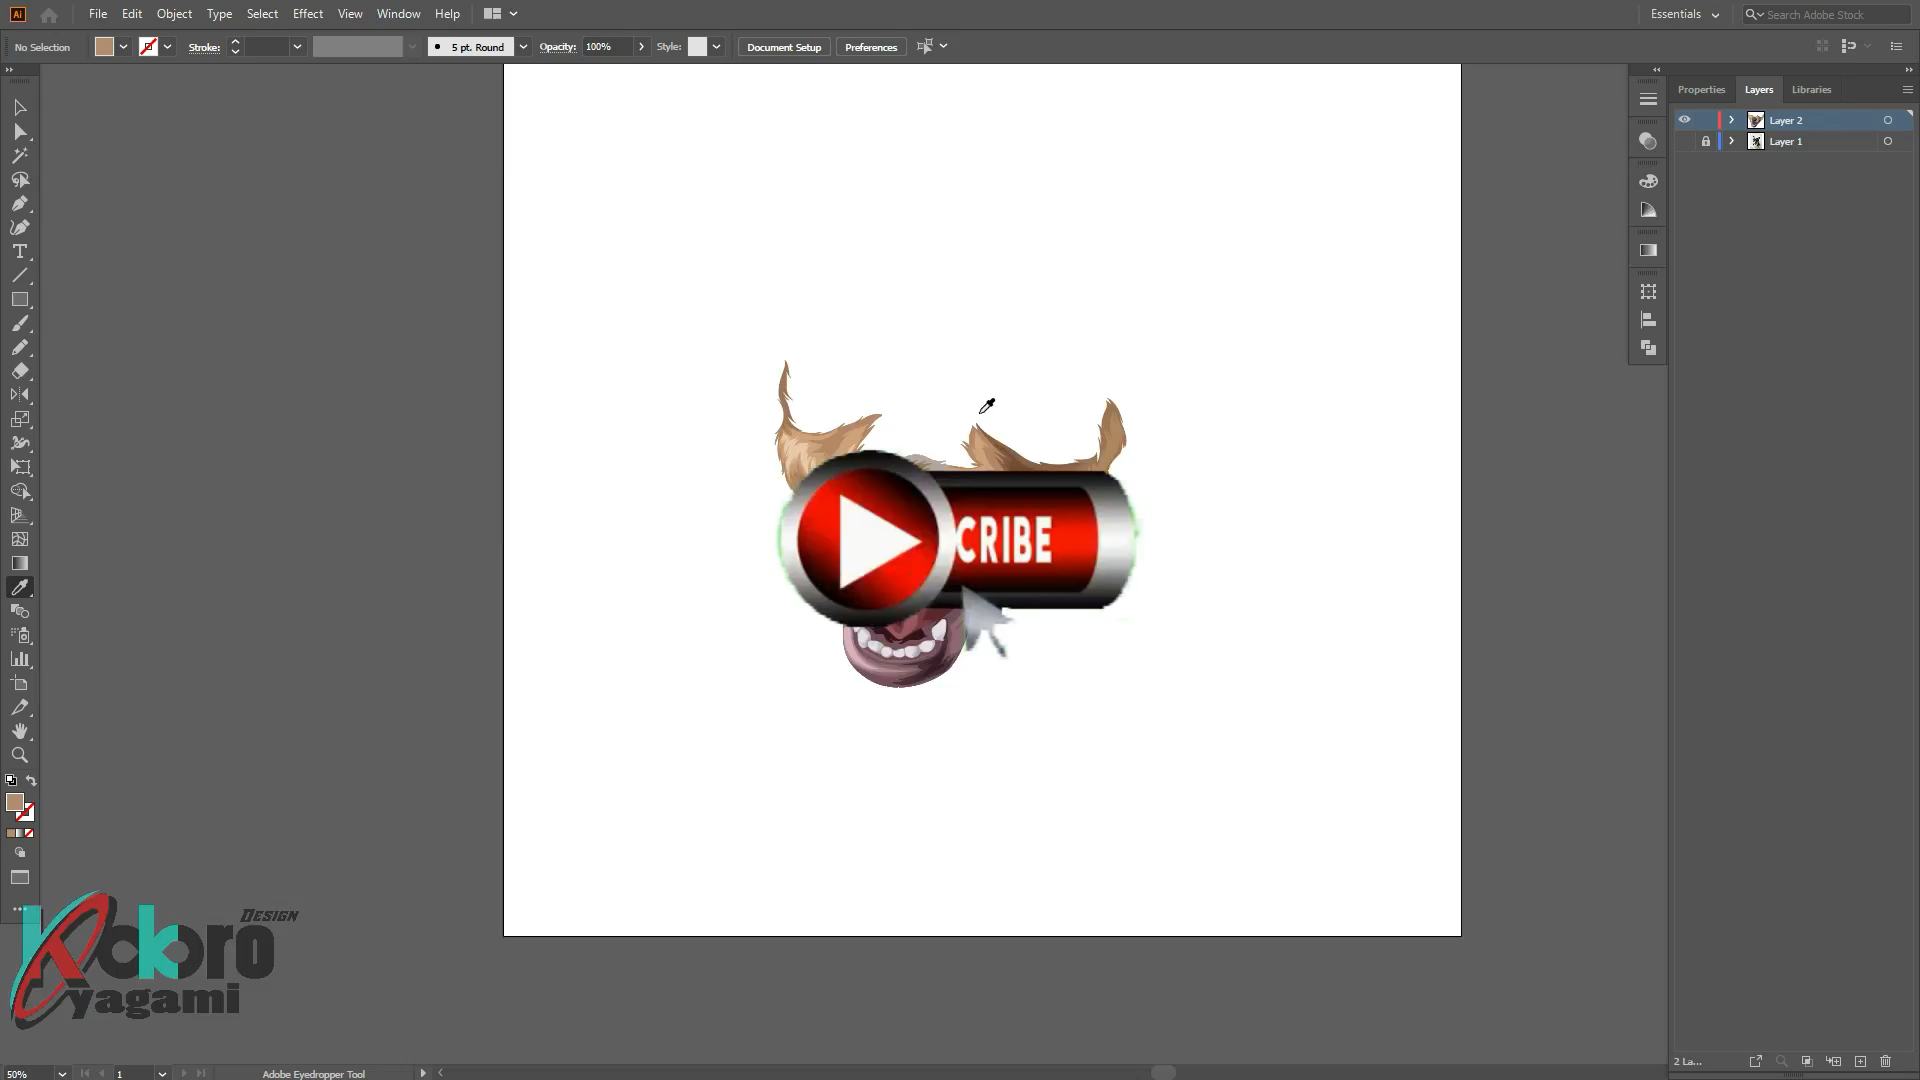 Ai File Edit Object Type Select Effect View Window Help Essentials Search Adobe Stock
No Selection Stroke: 5 pt. Round Opacity: 100% Style: Document Setup Preferences
Properties Layers Libraries
Layer 2
Layer 1
CRIBE
DESIGN
Kokoro
yagami
2 La...
50% 1 Adobe Eyedropper Tool